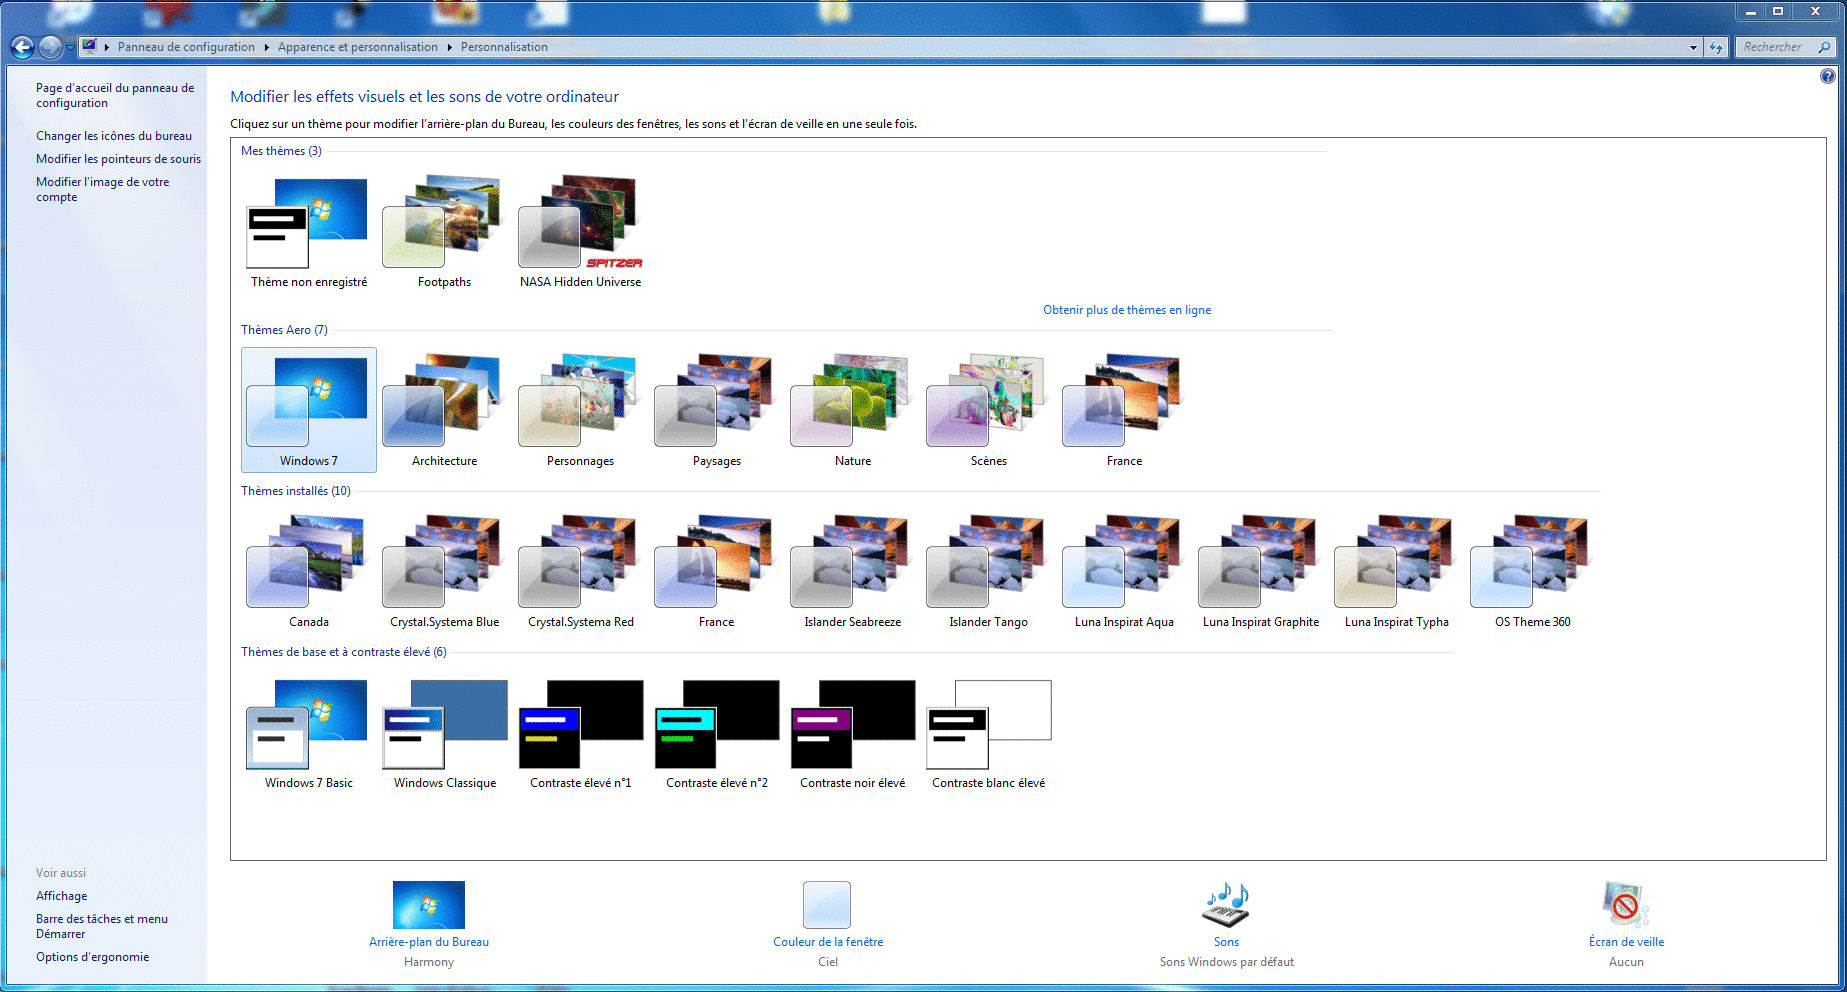 Panneau de configuration Apparence et personnalisation Personnalisation
Rechercher
Page d'accueil du panneau de
configuration
Changer les icônes du bureau
Modifier les pointeurs de souris
Modifier l'image de votre
compte
Modifier les effets visuels et les sons de votre ordinateur
Cliquez sur un thème pour modifier l'arrière-plan du Bureau, les couleurs des fenêtres, les sons et l'écran de veille en une seule fois.
Mes thèmes (3)
SPITZER
Thème non enregistré Footpaths NASA Hidden Universe
Obtenir plus de thèmes en ligne
Thèmes Aero (7)
Windows 7 Architecture Personnages Paysages Nature Scènes France
Thèmes installés (10)
Canada Crystal.Systema Blue Crystal.Systema Red France Islander Seabreeze Islander Tango Luna Inspirat Aqua Luna Inspirat Graphite Luna Inspirat Typha OS Theme 360
Thèmes de base et à contraste élevé (6)
Windows 7 Basic Windows Classique Contraste élevé n°1 Contraste élevé n°2 Contraste noir élevé Contraste blanc élevé
Voir aussi
Affichage
Barre des tâches et menu
Démarrer
Options d'ergonomie
Arrière-plan du Bureau
Harmony
Couleur de la fenêtre
Ciel
Sons
Sons Windows par défaut
Écran de veille
Aucun